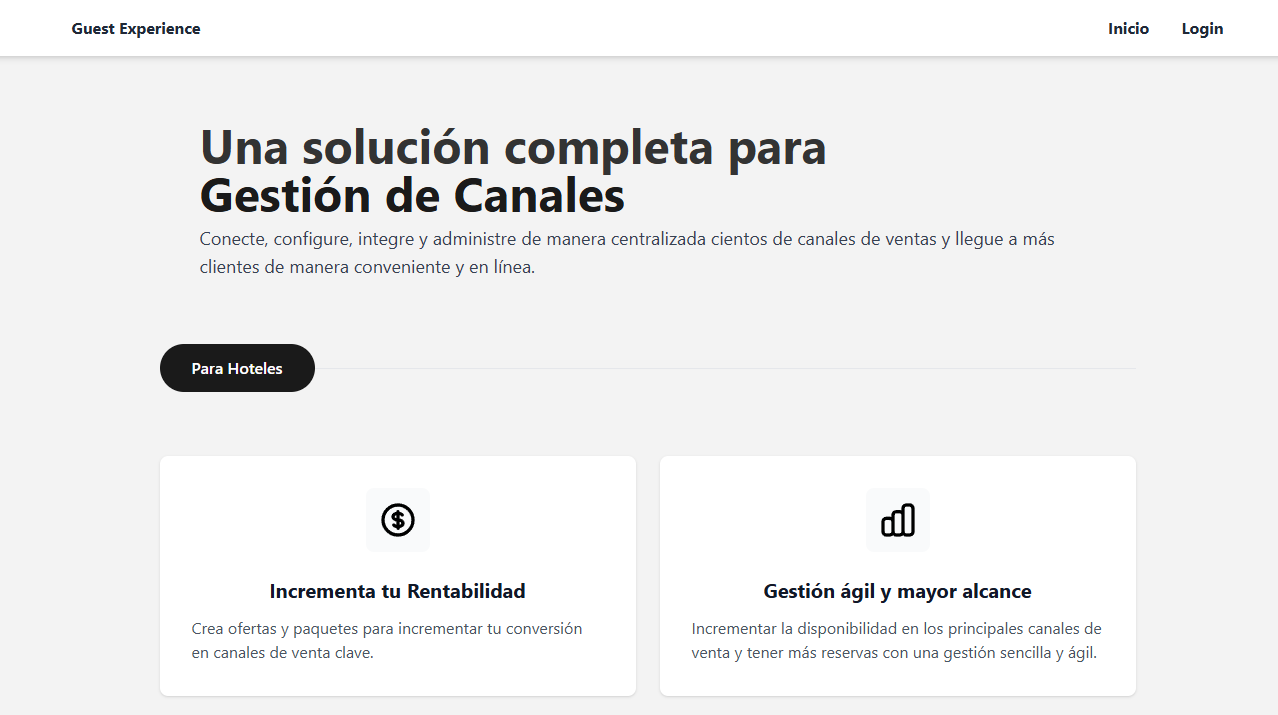 Guest Experience
Inicio
Login
Una solución completa para
Gestión de Canales
Conecte, configure, integre y administre de manera centralizada cientos de canales de ventas y llegue a más
clientes de manera conveniente y en línea.
Para Hoteles
Incrementa tu Rentabilidad
Crea ofertas y paquetes para incrementar tu conversión
en canales de venta clave.
Gestión ágil y mayor alcance
Incrementar la disponibilidad en los principales canales de
venta y tener más reservas con una gestión sencilla y ágil.